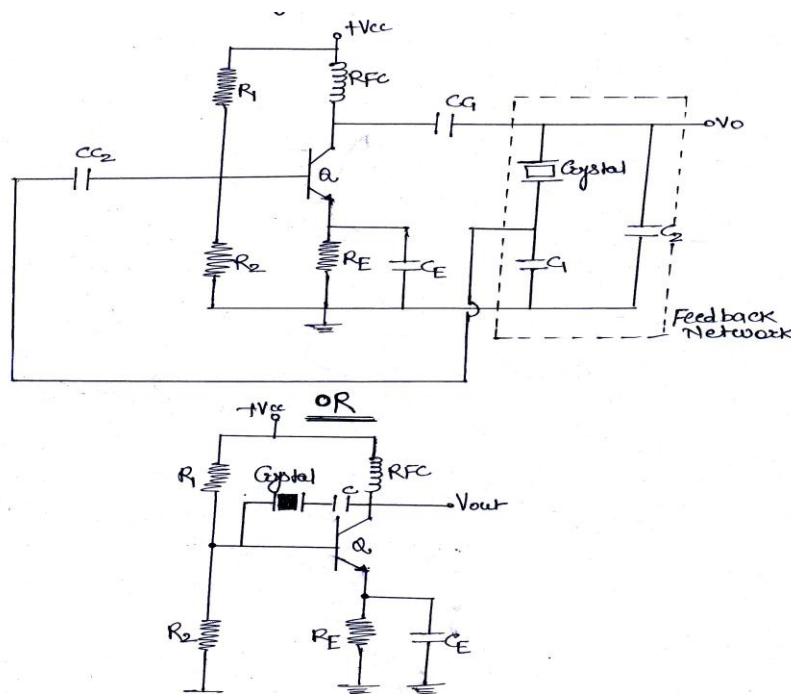 +Vcc
RFC
R1
CC1
Vo
CC2
Crystal
Q
C2
R2
RE
CE
C1
Feedback
Network
OR
+Vcc
R1
Crystal
C
RFC
Vout
Q
R2
RE
CE